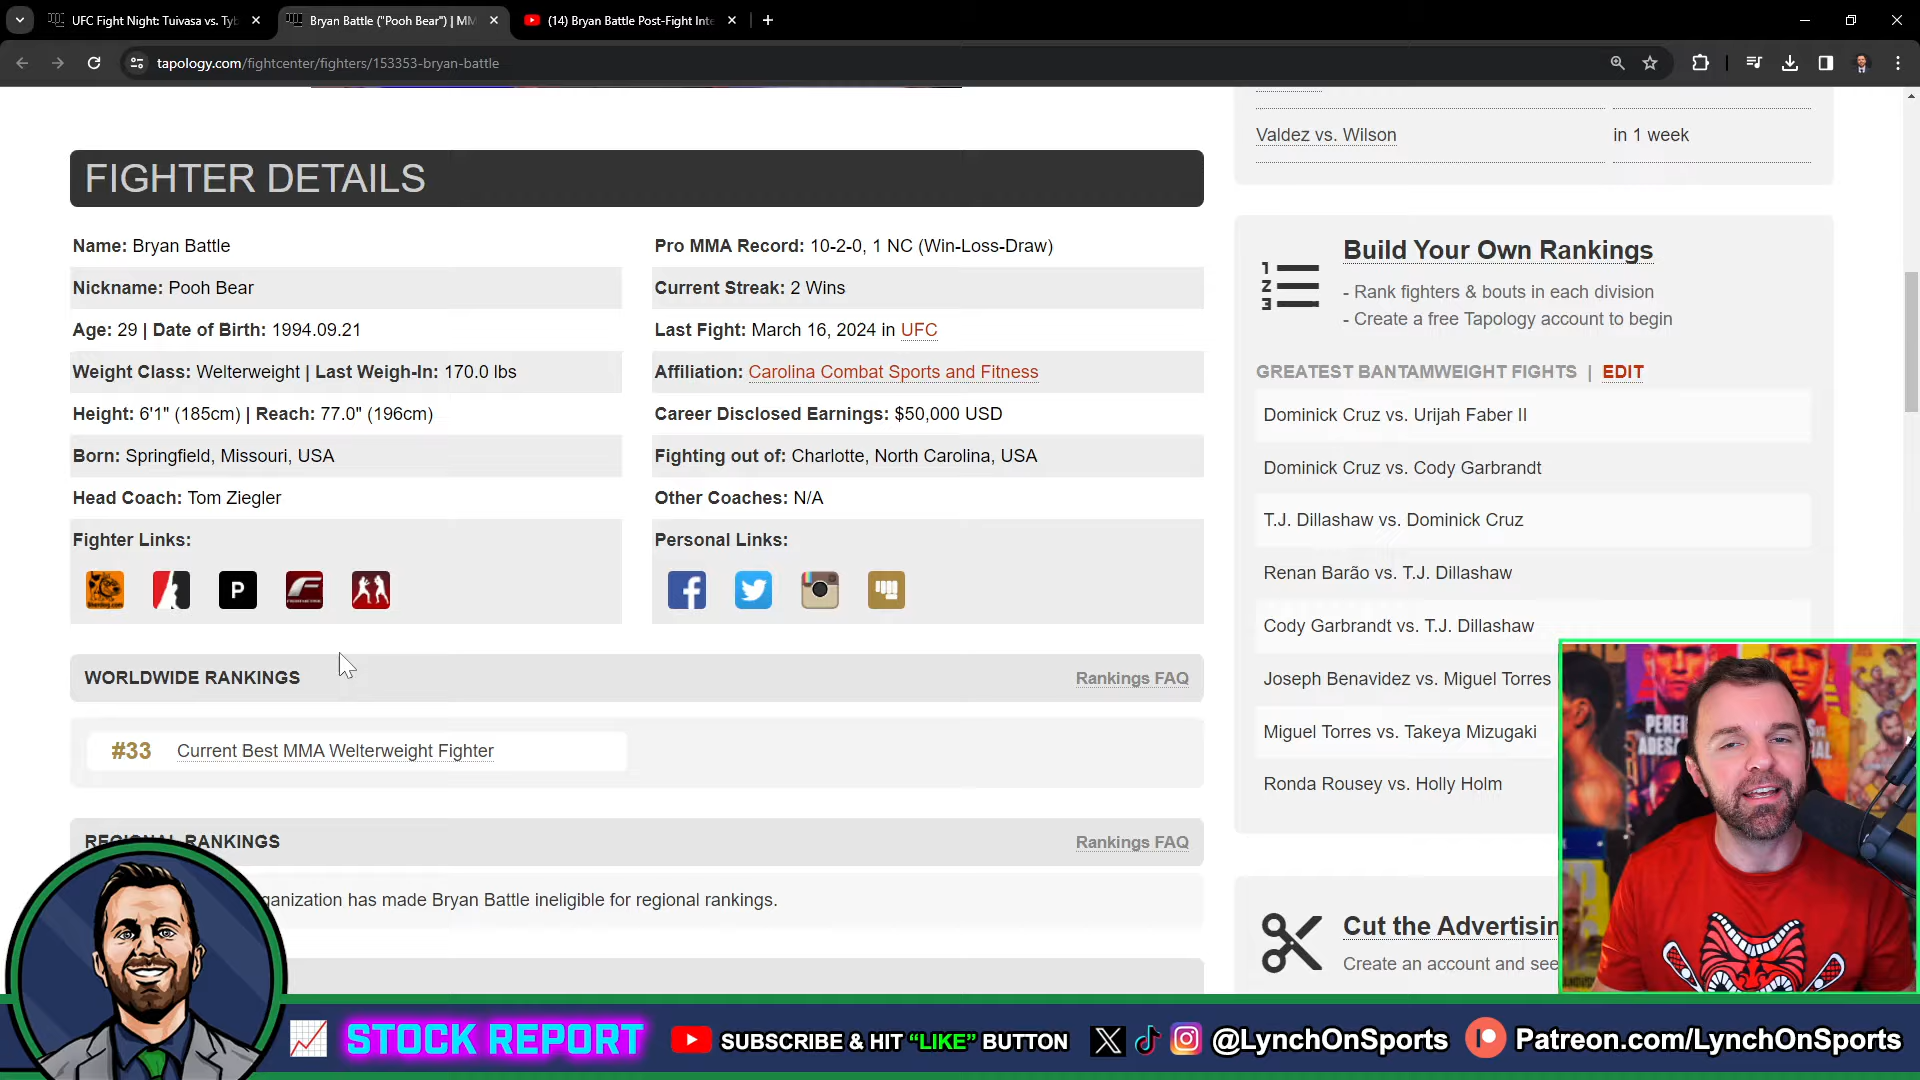 UFC Fight Night: Tuivasa vs. Tyb
Bryan Battle ("Pooh Bear") | MM
(14) Bryan Battle Post-Fight Inte
tapology.com/fightcenter/fighters/153353-bryan-battle
Valdez vs. Wilson
in 1 week
FIGHTER DETAILS
Name: Bryan Battle
Pro MMA Record: 10-2-0, 1 NC (Win-Loss-Draw)
Nickname: Pooh Bear
Current Streak: 2 Wins
Age: 29 | Date of Birth: 1994.09.21
Last Fight: March 16, 2024 in UFC
Weight Class: Welterweight | Last Weigh-In: 170.0 lbs
Affiliation: Carolina Combat Sports and Fitness
Height: 6'1" (185cm) | Reach: 77.0" (196cm)
Career Disclosed Earnings: $50,000 USD
Born: Springfield, Missouri, USA
Fighting out of: Charlotte, North Carolina, USA
Head Coach: Tom Ziegler
Other Coaches: N/A
Fighter Links:
Personal Links:
P
F
WORLDWIDE RANKINGS
Rankings FAQ
#33 Current Best MMA Welterweight Fighter
RANKINGS
Rankings FAQ
ganization has made Bryan Battle ineligible for regional rankings.
1
2
3
Build Your Own Rankings
- Rank fighters & bouts in each division
- Create a free Tapology account to begin
GREATEST BANTAMWEIGHT FIGHTS | EDIT
Dominick Cruz vs. Urijah Faber II
Dominick Cruz vs. Cody Garbrandt
T.J. Dillashaw vs. Dominick Cruz
Renan Barão vs. T.J. Dillashaw
Cody Garbrandt vs. T.J. Dillashaw
Joseph Benavidez vs. Miguel Torres
Miguel Torres vs. Takeya Mizugaki
Ronda Rousey vs. Holly Holm
Cut the Advertisin
Create an account and see
STOCK REPORT
SUBSCRIBE & HIT “LIKE” BUTTON
@LynchOnSports
Patreon.com/LynchOnSports